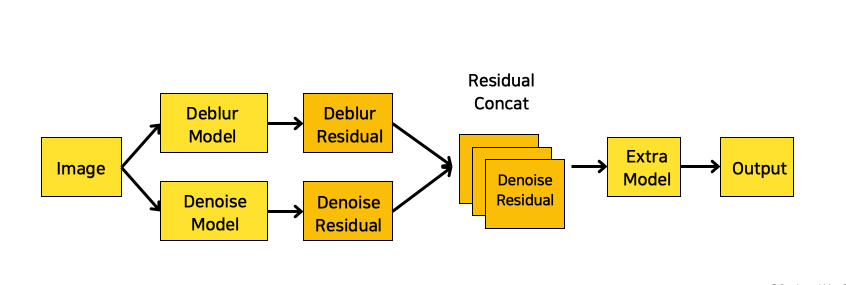 Residual
Concat
Deblur
Model
Deblur
Residual
Image
Denoise
Model
Denoise
Residual
Denoise
Residual
Extra
Model
Output